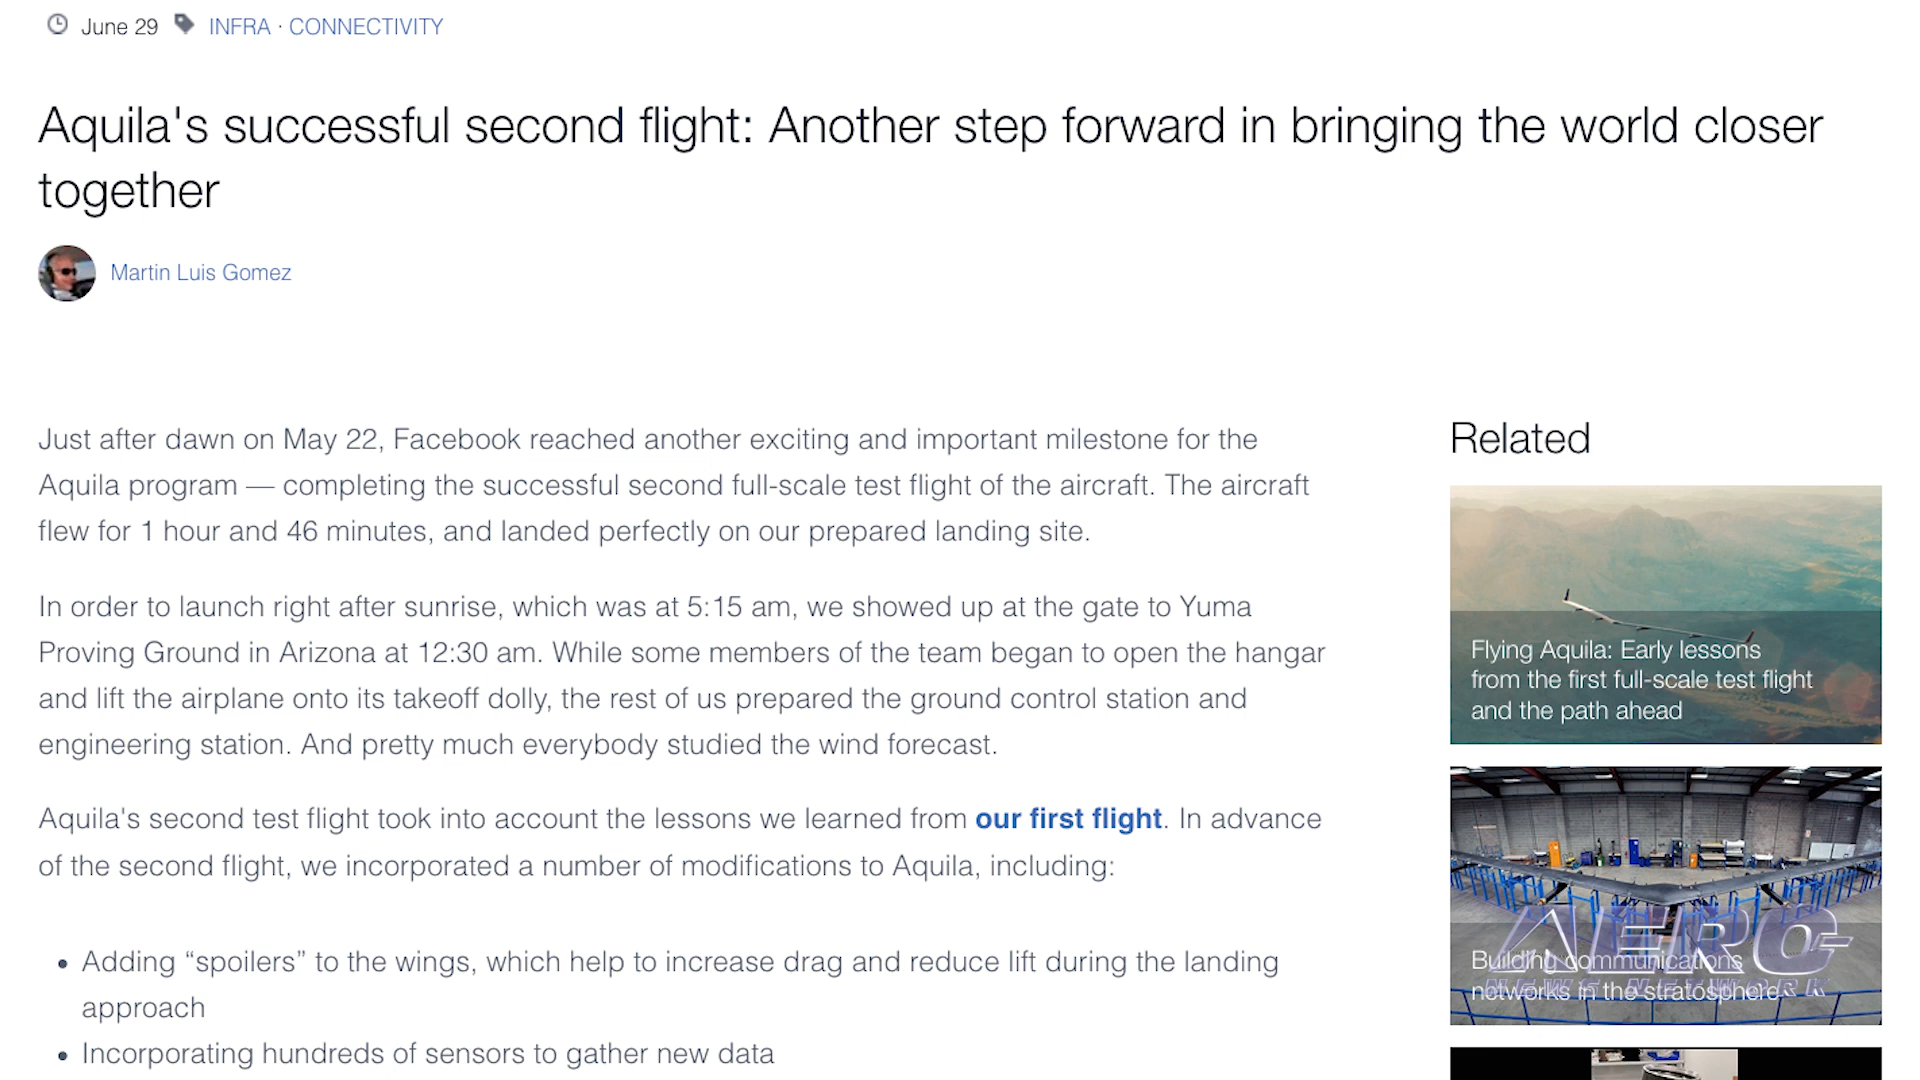 June 29 INFRA · CONNECTIVITY
Aquila's successful second flight: Another step forward in bringing the world closer
together
Martin Luis Gomez
Just after dawn on May 22, Facebook reached another exciting and important milestone for the
Aquila program — completing the successful second full-scale test flight of the aircraft. The aircraft
flew for 1 hour and 46 minutes, and landed perfectly on our prepared landing site.
In order to launch right after sunrise, which was at 5:15 am, we showed up at the gate to Yuma
Proving Ground in Arizona at 12:30 am. While some members of the team began to open the hangar
and lift the airplane onto its takeoff dolly, the rest of us prepared the ground control station and
engineering station. And pretty much everybody studied the wind forecast.
Aquila's second test flight took into account the lessons we learned from our first flight. In advance
of the second flight, we incorporated a number of modifications to Aquila, including:
• Adding “spoilers” to the wings, which help to increase drag and reduce lift during the landing
approach
• Incorporating hundreds of sensors to gather new data
Related
Flying Aquila: Early lessons
from the first full-scale test flight
and the path ahead
Building communications
networks in the stratosphere
AERO-
NEWS NETWORK